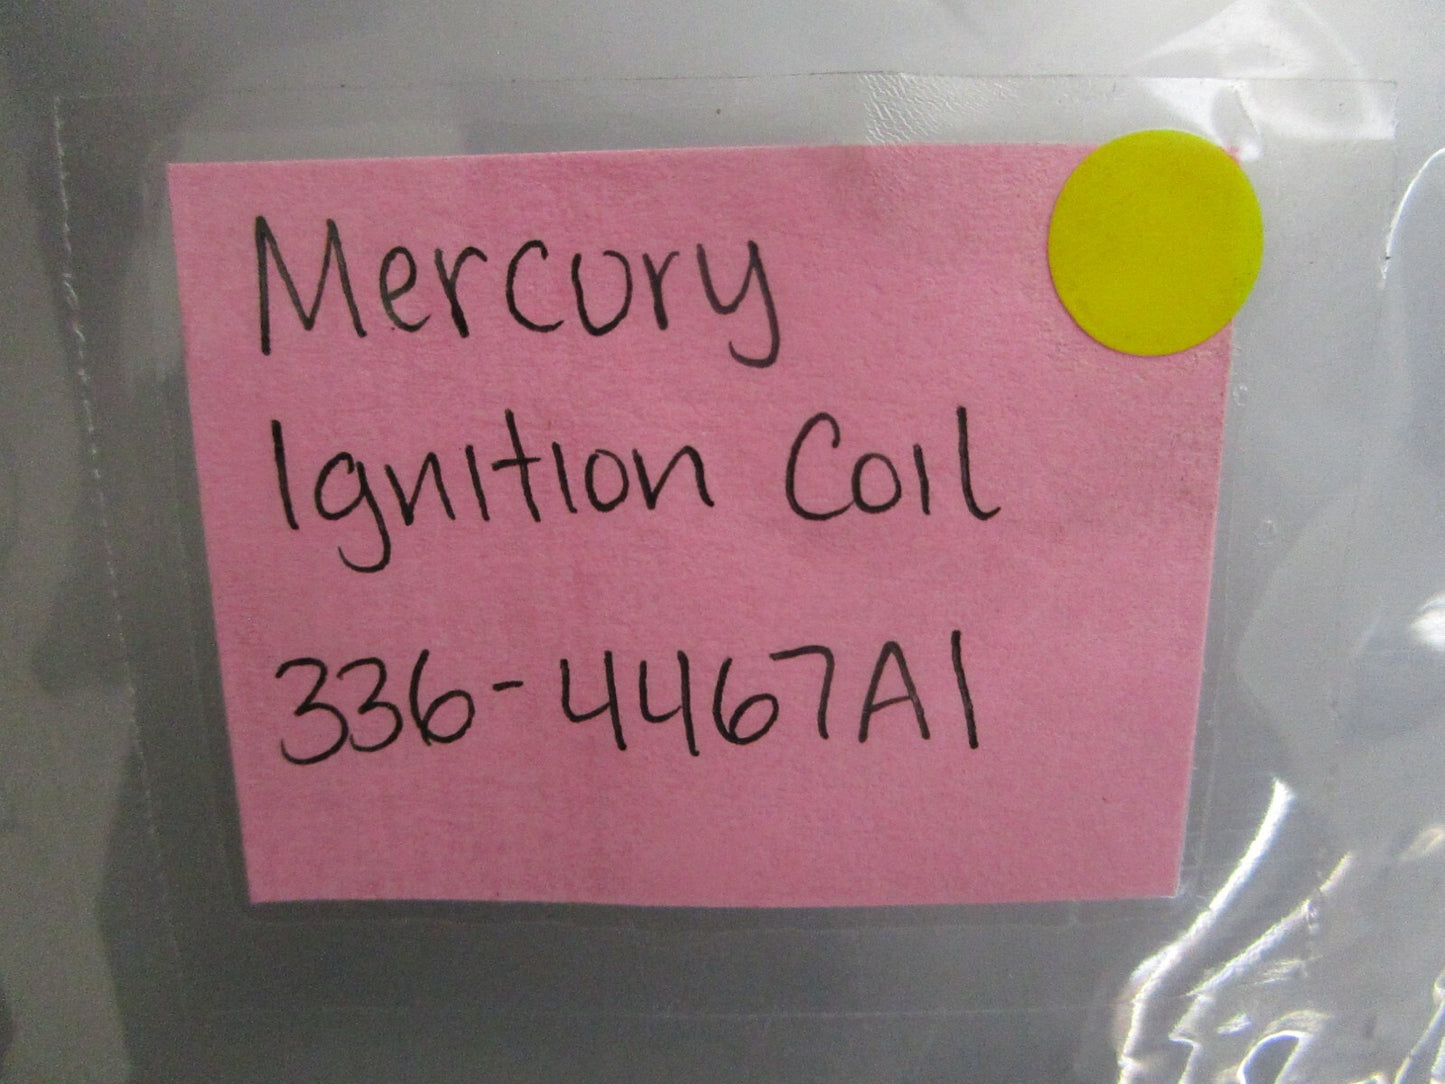 Mercury
Ignition Coil
336-4467A1